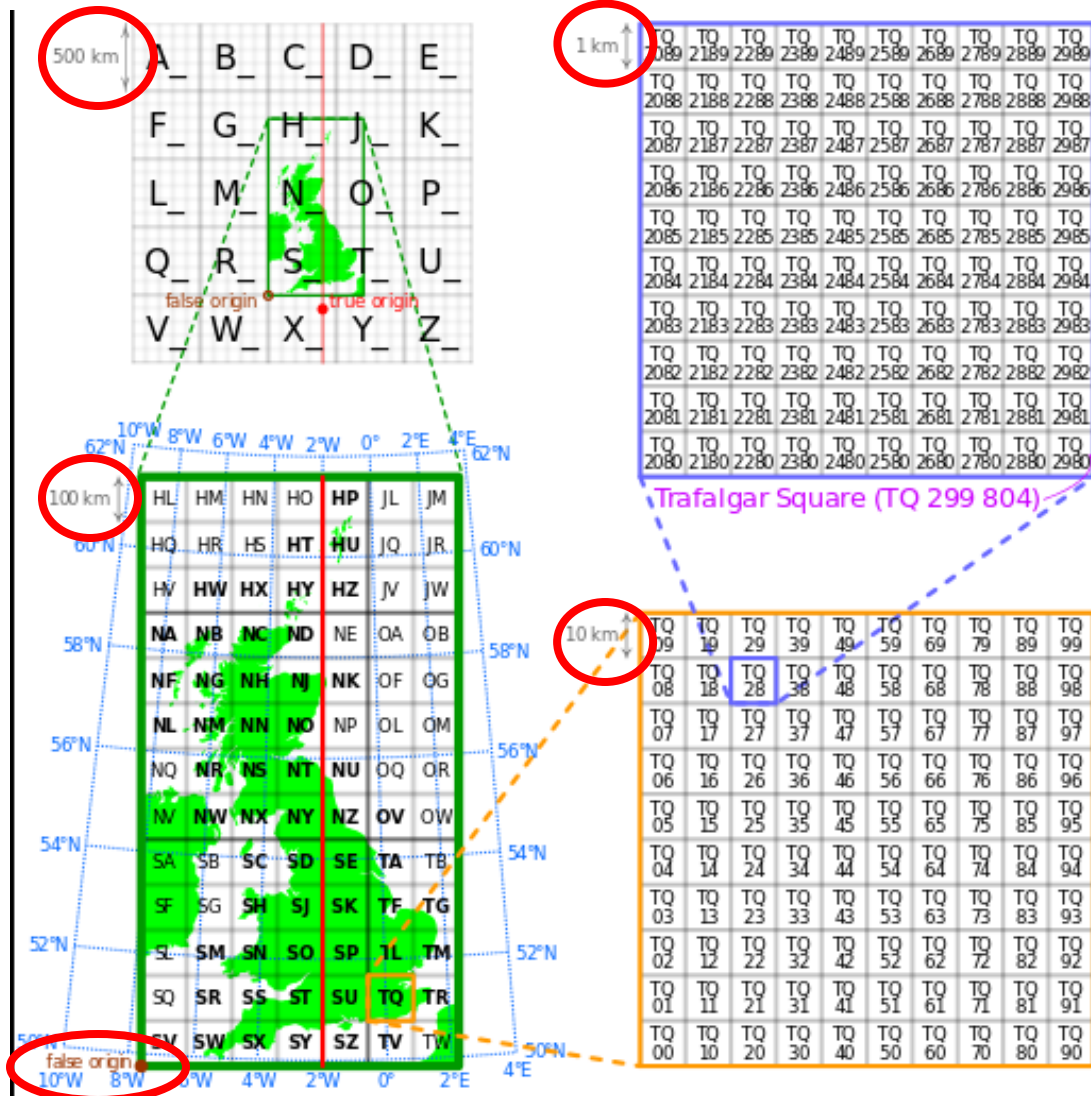 500 km
A_ B_ C_ D_ E_
F_ G_ H_ J_ K_
L_ M_ N_ O_ P_
Q_ R_ S_ T_ U_
false origin true origin
V_ W_ X_ Y_ Z_
10°W 8°W 6°W 4°W 2°W 0° 2°E 4°E
62°N 62°N
100 km HL HM HN HO HP JL JM
60°N HQ HR HS HT HU JQ JR 60°N
HV HW HX HY HZ JV JW
58°N NA NB NC ND NE OA OB 58°N
NF NG NH NJ NK OF OG
NL NM NN NO NP OL OM
56°N NQ NR NS NT NU OQ OR 56°N
NV NW NX NY NZ OV OW
54°N SA SB SC SD SE TA TB 54°N
SF SG SH SJ SK TF TG
52°N SL SM SN SO SP TL TM 52°N
SQ SR SS ST SU TQ TR
50°N SV SW SX SY SZ TV TW 50°N
false origin
10°W 8°W 6°W 4°W 2°W 0° 2°E 4°E
1 km
TQ TQ TQ TQ TQ TQ TQ TQ TQ TQ
2089 2189 2289 2389 2489 2589 2689 2789 2889 2989
TQ TQ TQ TQ TQ TQ TQ TQ TQ TQ
2088 2188 2288 2388 2488 2588 2688 2788 2888 2988
TQ TQ TQ TQ TQ TQ TQ TQ TQ TQ
2087 2187 2287 2387 2487 2587 2687 2787 2887 2987
TQ TQ TQ TQ TQ TQ TQ TQ TQ TQ
2086 2186 2286 2386 2486 2586 2686 2786 2886 2986
TQ TQ TQ TQ TQ TQ TQ TQ TQ TQ
2085 2185 2285 2385 2485 2585 2685 2785 2885 2985
TQ TQ TQ TQ TQ TQ TQ TQ TQ TQ
2084 2184 2284 2384 2484 2584 2684 2784 2884 2984
TQ TQ TQ TQ TQ TQ TQ TQ TQ TQ
2083 2183 2283 2383 2483 2583 2683 2783 2883 2983
TQ TQ TQ TQ TQ TQ TQ TQ TQ TQ
2082 2182 2282 2382 2482 2582 2682 2782 2882 2982
TQ TQ TQ TQ TQ TQ TQ TQ TQ TQ
2081 2181 2281 2381 2481 2581 2681 2781 2881 2981
TQ TQ TQ TQ TQ TQ TQ TQ TQ TQ
2080 2180 2280 2380 2480 2580 2680 2780 2880 2980
Trafalgar Square (TQ 299 804)
10 km
TQ TQ TQ TQ TQ TQ TQ TQ TQ TQ
09 19 29 39 49 59 69 79 89 99
TQ TQ TQ TQ TQ TQ TQ TQ TQ TQ
08 18 28 38 48 58 68 78 88 98
TQ TQ TQ TQ TQ TQ TQ TQ TQ TQ
07 17 27 37 47 57 67 77 87 97
TQ TQ TQ TQ TQ TQ TQ TQ TQ TQ
06 16 26 36 46 56 66 76 86 96
TQ TQ TQ TQ TQ TQ TQ TQ TQ TQ
05 15 25 35 45 55 65 75 85 95
TQ TQ TQ TQ TQ TQ TQ TQ TQ TQ
04 14 24 34 44 54 64 74 84 94
TQ TQ TQ TQ TQ TQ TQ TQ TQ TQ
03 13 23 33 43 53 63 73 83 93
TQ TQ TQ TQ TQ TQ TQ TQ TQ TQ
02 12 22 32 42 52 62 72 82 92
TQ TQ TQ TQ TQ TQ TQ TQ TQ TQ
01 11 21 31 41 51 61 71 81 91
TQ TQ TQ TQ TQ TQ TQ TQ TQ TQ
00 10 20 30 40 50 60 70 80 90